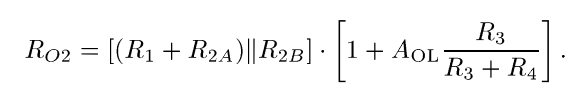 $R_{O2} = [(R_1 + R_{2A}) \| R_{2B}] \cdot \left[ 1 + A_{\mathrm{OL}} \frac{R_3}{R_3 + R_4} \right].$